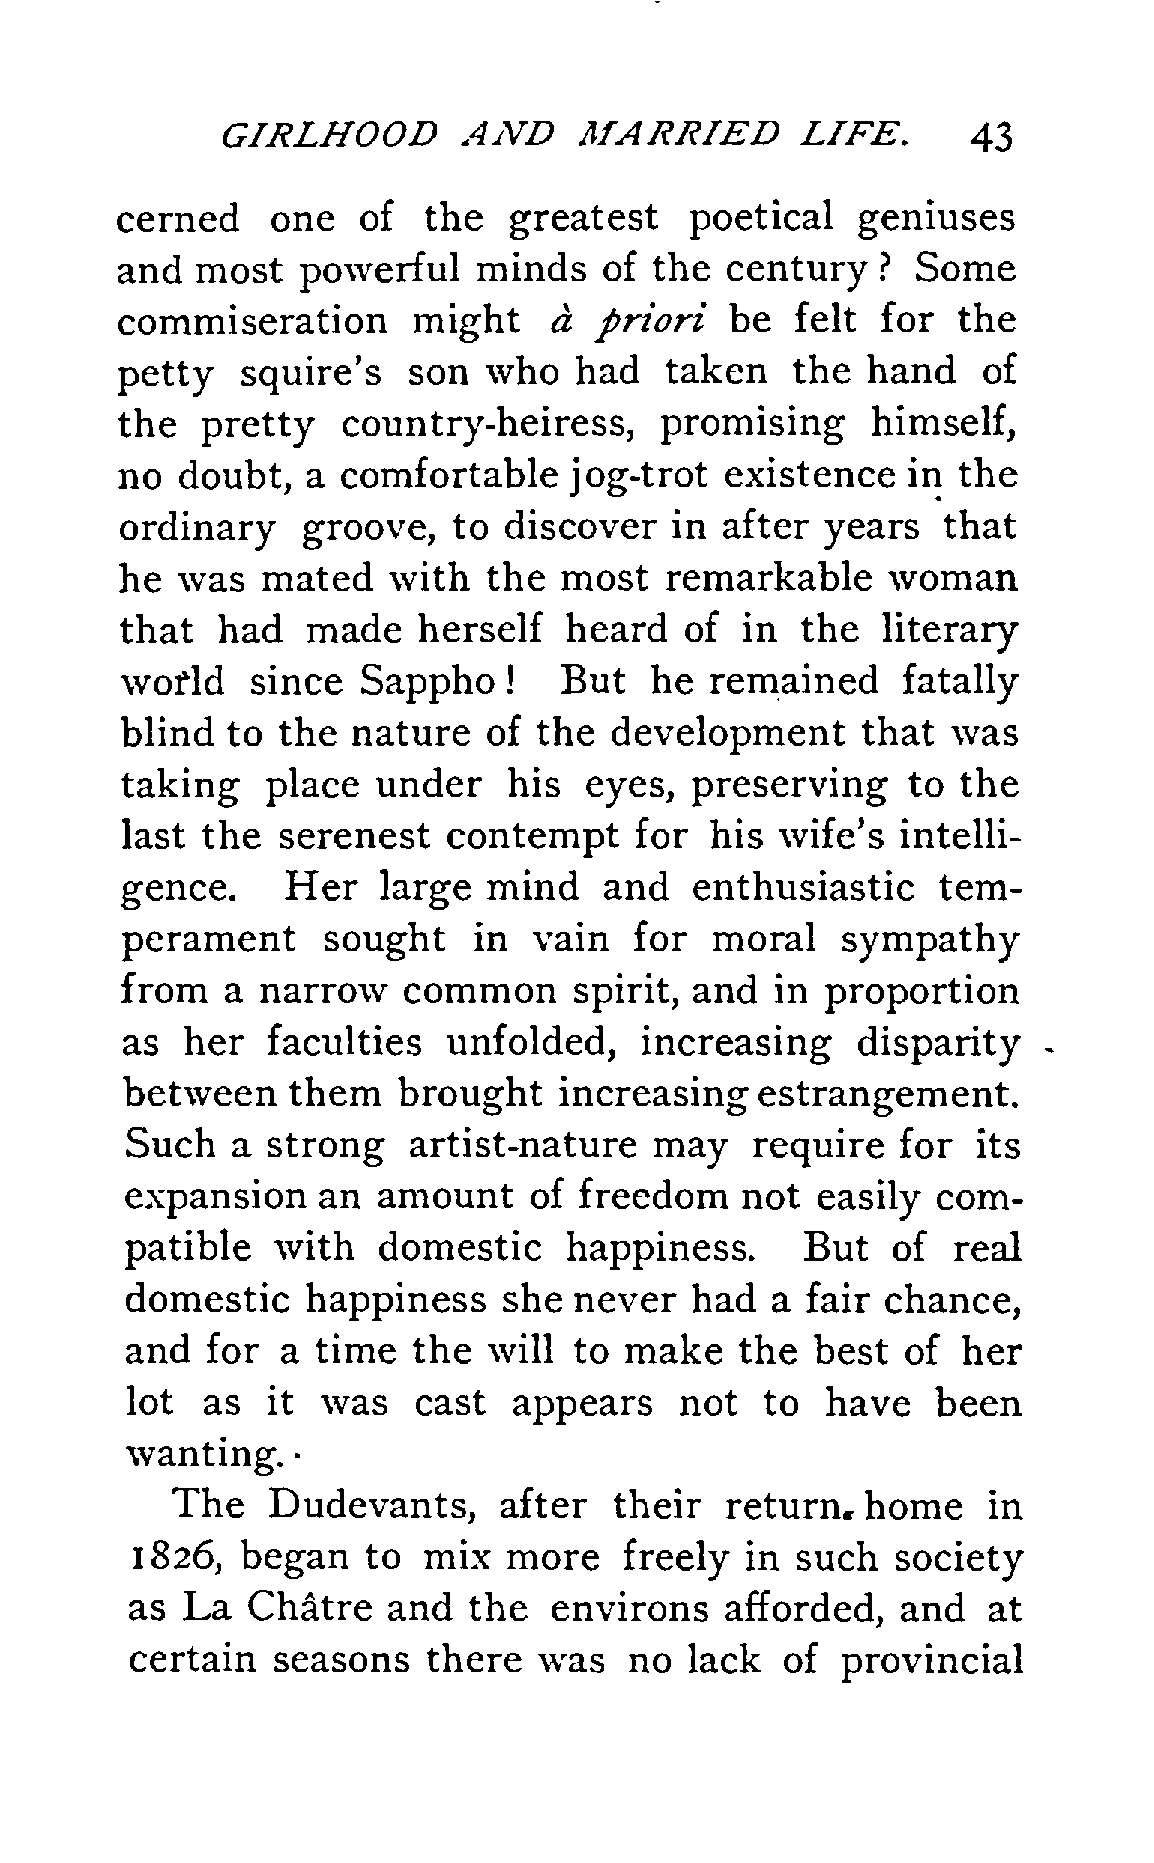 GIRLHOOD AND MARRIED LIFE. 43
cerned one of the greatest poetical geniuses
and most powerful minds of the century ? Some
commiseration might à priori be felt for the
petty squire's son who had taken the hand of
the pretty country-heiress, promising himself,
no doubt, a comfortable jog-trot existence in the
ordinary groove, to discover in after years that
he was mated with the most remarkable woman
that had made herself heard of in the literary
world since Sappho ! But he remained fatally
blind to the nature of the development that was
taking place under his eyes, preserving to the
last the serenest contempt for his wife's intelli-
gence. Her large mind and enthusiastic tem-
perament sought in vain for moral sympathy
from a narrow common spirit, and in proportion
as her faculties unfolded, increasing disparity
between them brought increasing estrangement.
Such a strong artist-nature may require for its
expansion an amount of freedom not easily com-
patible with domestic happiness. But of real
domestic happiness she never had a fair chance,
and for a time the will to make the best of her
lot as it was cast appears not to have been
wanting.
The Dudevants, after their return home in
1826, began to mix more freely in such society
as La Châtre and the environs afforded, and at
certain seasons there was no lack of provincial